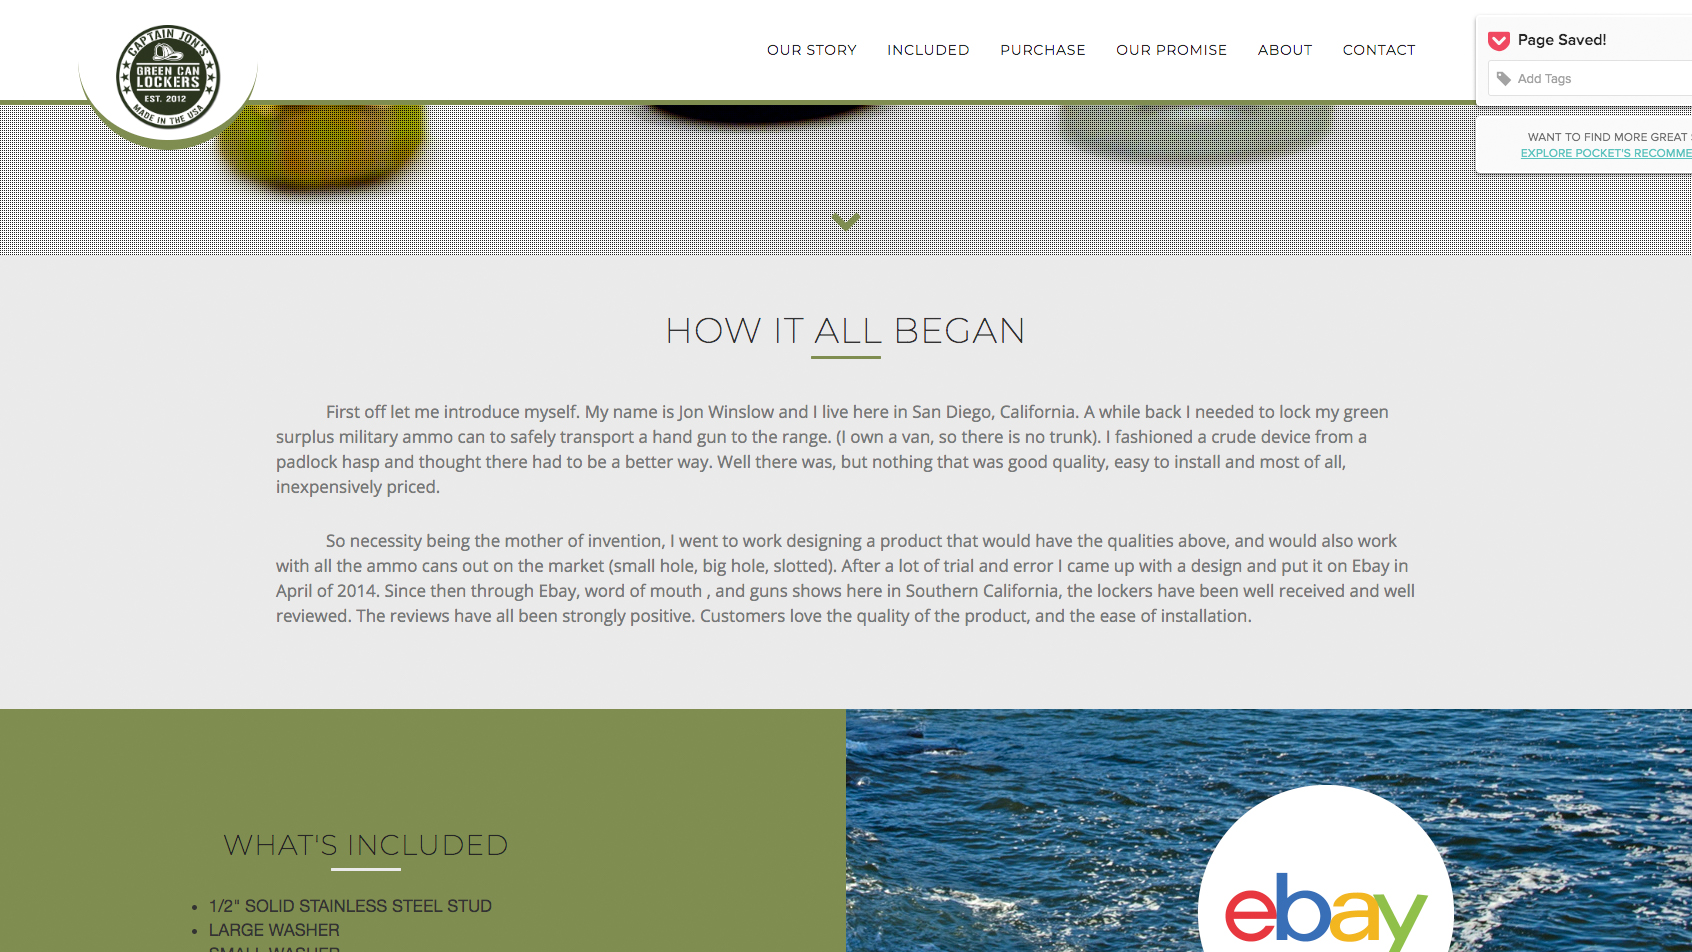 CAPTAIN JON'S
GREEN CAN
LOCKERS
EST. 2012
MADE IN THE USA
OUR STORY
INCLUDED
PURCHASE
OUR PROMISE
ABOUT
CONTACT
Page Saved!
Add Tags
WANT TO FIND MORE GREAT
EXPLORE POCKET'S RECOMME
HOW IT ALL BEGAN
First off let me introduce myself. My name is Jon Winslow and I live here in San Diego, California. A while back I needed to lock my green
surplus military ammo can to safely transport a hand gun to the range. (I own a van, so there is no trunk). I fashioned a crude device from a
padlock hasp and thought there had to be a better way. Well there was, but nothing that was good quality, easy to install and most of all,
inexpensively priced.
So necessity being the mother of invention, I went to work designing a product that would have the qualities above, and would also work
with all the ammo cans out on the market (small hole, big hole, slotted). After a lot of trial and error I came up with a design and put it on Ebay in
April of 2014. Since then through Ebay, word of mouth , and guns shows here in Southern California, the lockers have been well received and well
reviewed. The reviews have all been strongly positive. Customers love the quality of the product, and the ease of installation.
WHAT'S INCLUDED
• 1/2" SOLID STAINLESS STEEL STUD
• LARGE WASHER
SMALL WASHER
ebay